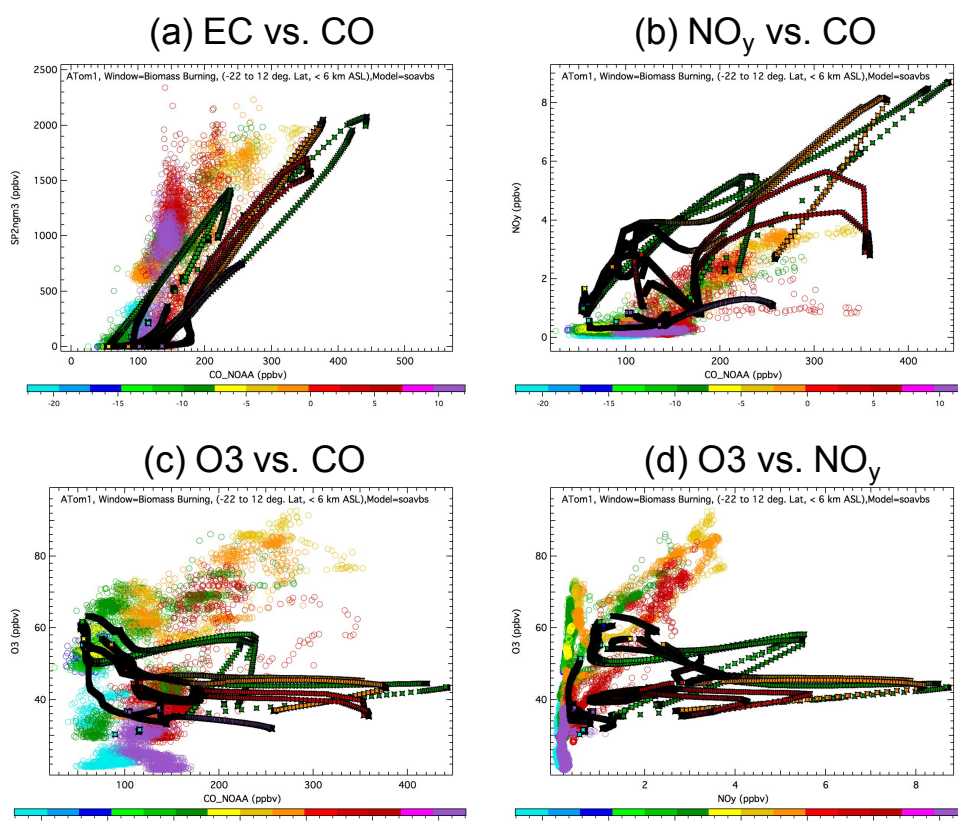 (a) EC vs. CO
(b) NOy vs. CO
ATom1, Window=Biomass Burning, (-22 to 12 deg. Lat, < 6 km ASL),Model=soavbs
ATom1, Window=Biomass Burning, (-22 to 12 deg. Lat, < 6 km ASL),Model=soavbs
2500
2000
1500
1000
500
0
SP2ngm3 (ppbv)
0 100 200 300 400 500
CO_NOAA (ppbv)
-20 -15 -10 -5 0 5 10
8
6
4
2
0
NOy (ppbv)
100 200 300 400
CO_NOAA (ppbv)
-20 -15 -10 -5 0 5 10
(c) O3 vs. CO
(d) O3 vs. NOy
ATom1, Window=Biomass Burning, (-22 to 12 deg. Lat, < 6 km ASL),Model=soavbs
ATom1, Window=Biomass Burning, (-22 to 12 deg. Lat, < 6 km ASL),Model=soavbs
80
60
40
O3 (ppbv)
100 200 300 400
CO_NOAA (ppbv)
80
60
40
O3 (ppbv)
2 4 6 8
NOy (ppbv)